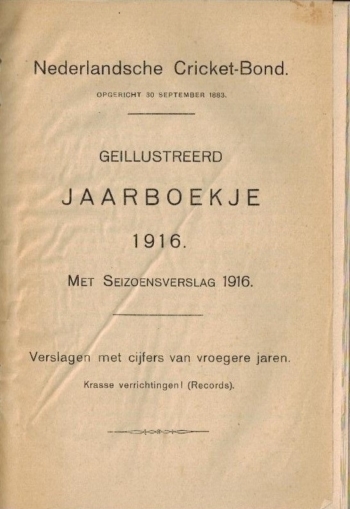 Nederlandsche Cricket-Bond.
OPGERICHT 30 SEPTEMBER 1883.
GEILLUSTREERD
JAARBOEKJE
1916.
MET SEIZOENSVERSLAG 1916.
Verslagen met cijfers van vroegere jaren.
Krasse verrichtingen! (Records).